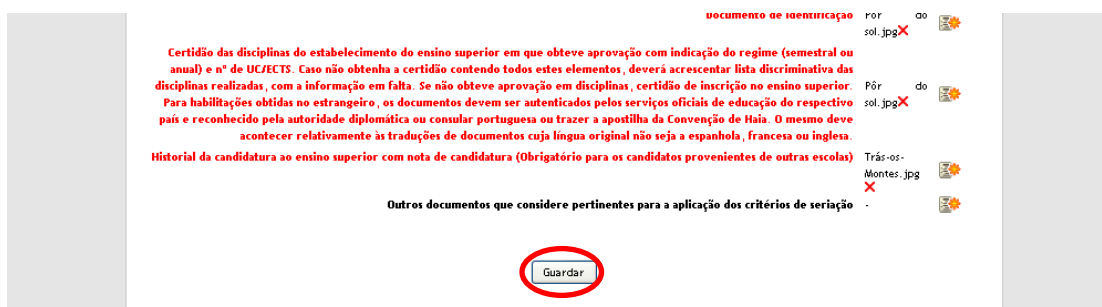 Documento de Identificação Pôr do
sol.jpg
Certidão das disciplinas do estabelecimento do ensino superior em que obteve aprovação com indicação do regime (semestral ou
anual) e nº de UC/ECTS. Caso não obtenha a certidão contendo todos estes elementos, deverá acrescentar lista discriminativa das
disciplinas realizadas, com a informação em falta. Se não obteve aprovação em disciplinas, certidão de inscrição no ensino superior.
Para habilitações obtidas no estrangeiro, os documentos devem ser autenticados pelos serviços oficiais de educação do respectivo
país e reconhecido pela autoridade diplomática ou consular portuguesa ou trazer a apostilha da Convenção de Haia. O mesmo deve
acontecer relativamente às traduções de documentos cuja língua original não seja a espanhola, francesa ou inglesa.
Pôr do
sol.jpg
Historial da candidatura ao ensino superior com nota de candidatura (Obrigatório para os candidatos provenientes de outras escolas)
Trás-os-
Montes.jpg
Outros documentos que considere pertinentes para a aplicação dos critérios de seriação -
Guardar